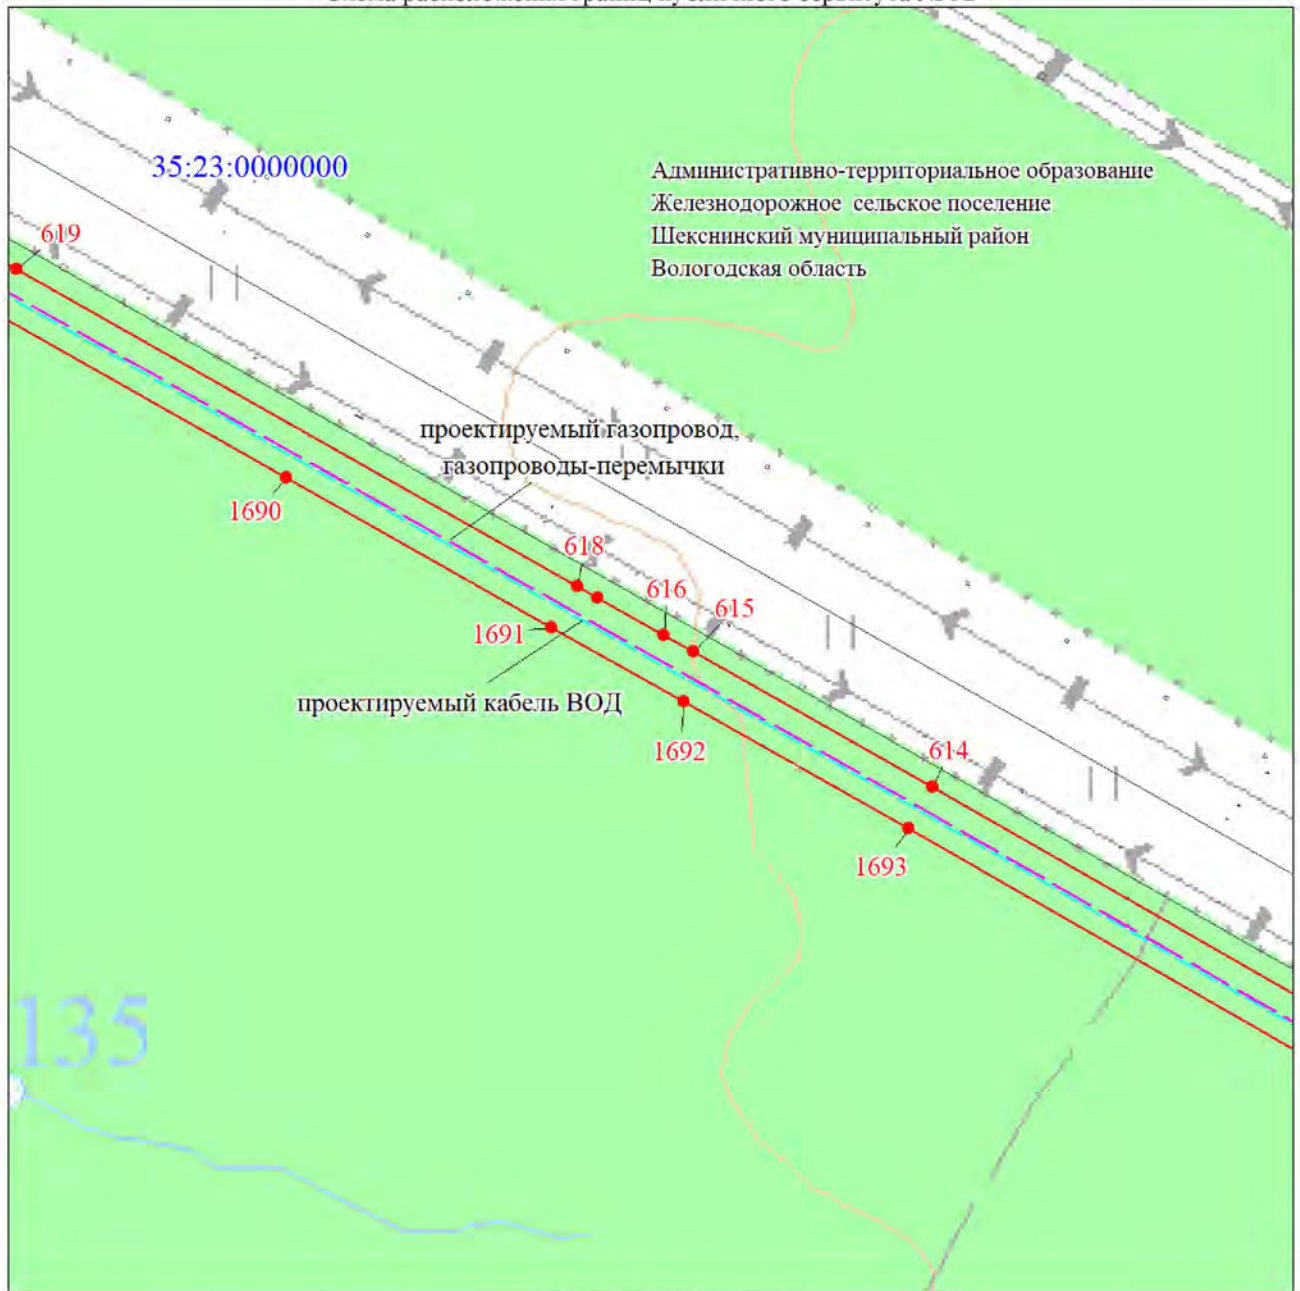 35:23:0000000
Административно-территориальное образование
Железнодорожное сельское поселение
Шекснинский муниципальный район
Вологодская область
619
проектируемый газопровод,
газопроводы-перемычки
1690
618
616
615
1691
проектируемый кабель ВОД
1692
614
1693
135